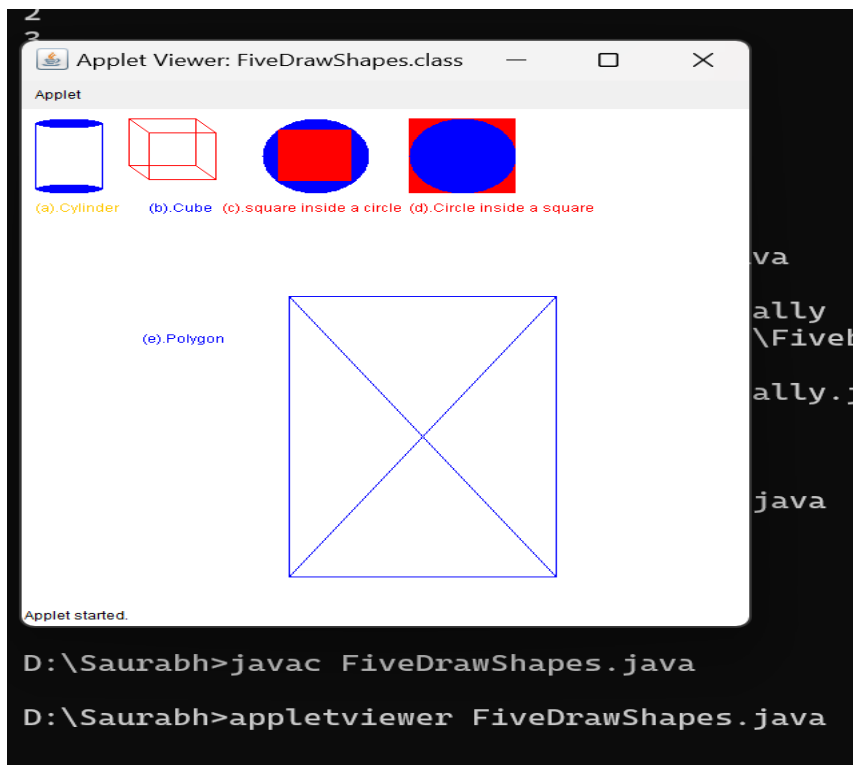 2
3
Applet Viewer: FiveDrawShapes.class
Applet
(a).Cylinder (b).Cube (c).square inside a circle (d).Circle inside a square
va
ally
(e).Polygon
\Five
ally.j
java
Applet started.
D:\Saurabh>javac FiveDrawShapes.java
D:\Saurabh>appletviewer FiveDrawShapes.java